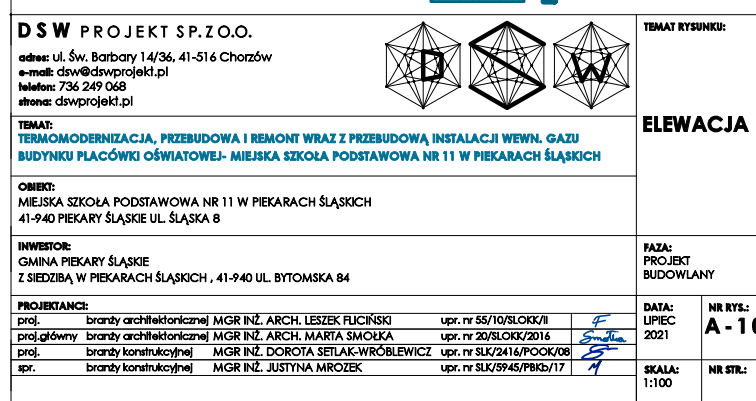 DSW PROJEKT SP.ZO.O.
adres: ul. Św. Barbary 14/36, 41-516 Chorzów
e-mail: dsw@dswprojekt.pl
telefon: 736 249 068
strona: dswprojekt.pl
D S W
TEMAT:
TERMOMODERNIZACJA, PRZEBUDOWA I REMONT WRAZ Z PRZEBUDOWĄ INSTALACJI WEWN. GAZU
BUDYNKU PLACÓWKI OŚWIATOWEJ- MIEJSKA SZKOŁA PODSTAWOWA NR 11 W PIEKARACH ŚLĄSKICH
OBIEKT:
MIEJSKA SZKOŁA PODSTAWOWA NR 11 W PIEKARACH ŚLĄSKICH
41-940 PIEKARY ŚLĄSKIE UL. ŚLĄSKA 8
INWESTOR:
GMINA PIEKARY ŚLĄSKIE
Z SIEDZIBĄ W PIEKARACH ŚLĄSKICH , 41-940 UL. BYTOMSKA 84
PROJEKTANCI:
proj. branży architektonicznej MGR INŻ. ARCH. LESZEK FLICIŃSKI upr. nr 55/10/SLOKK/II
proj.główny branży architektonicznej MGR INŻ. ARCH. MARTA SMOŁKA upr. nr 20/SLOKK/2016 Smołka
proj. branży konstrukcyjnej MGR INŻ. DOROTA SETLAK-WRÓBLEWICZ upr. nr SLK/2416/POOK/08
spr. branży konstrukcyjnej MGR INŻ. JUSTYNA MROZEK upr. nr SLK/5945/PBKb/17
TEMAT RYSUNKU:
ELEWACJA
FAZA:
PROJEKT
BUDOWLANY
DATA:
LIPIEC
2021
NR RYS.:
A - 10
SKALA:
1:100
NR STR.: